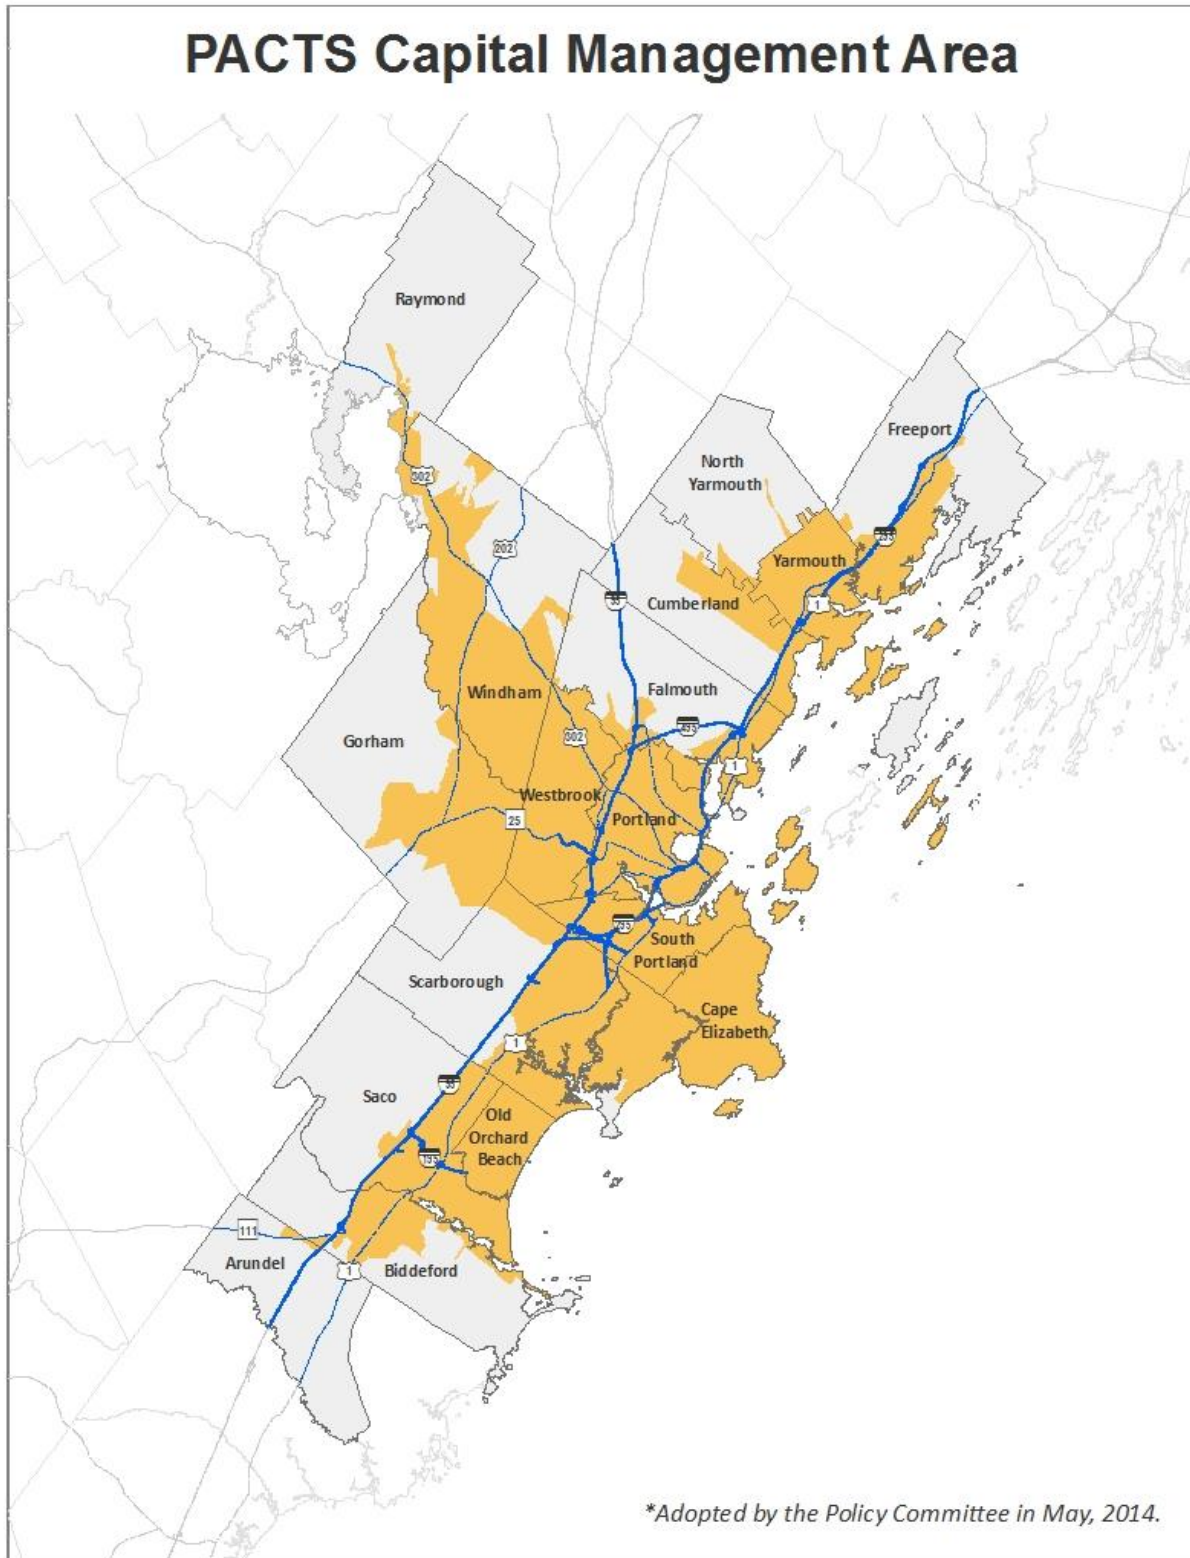 PACTS Capital Management Area
Raymond
Freeport
North
Yarmouth
302
202
295
Yarmouth
1
Cumberland
Windham
Falmouth
Gorham
302
495
1
Westbrook
25
Portland
295
South
Portland
Scarborough
Cape
Elizabeth
1
Saco
Old
Orchard
Beach
195
111
Arundel
1
Biddeford
*Adopted by the Policy Committee in May, 2014.